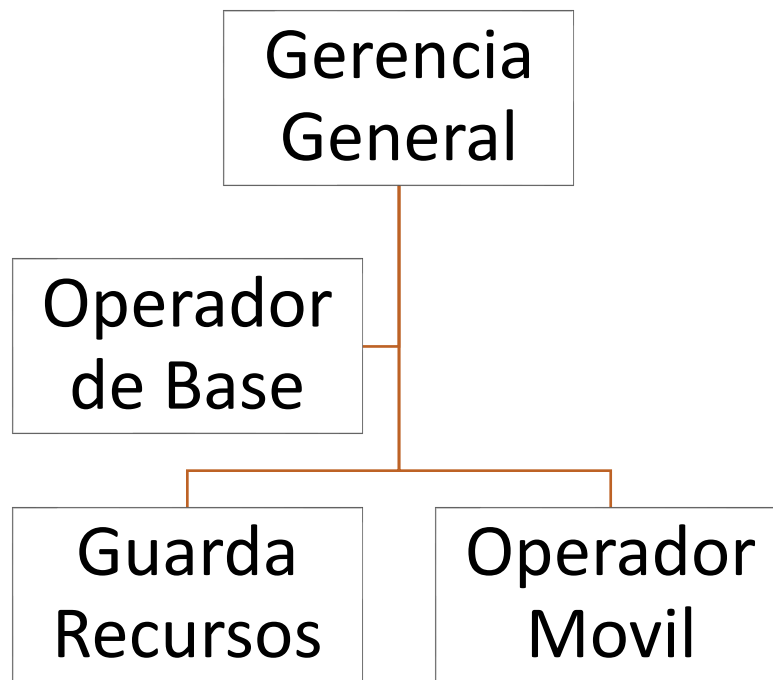 Gerencia
General
Operador
de Base
Guarda
Recursos
Operador
Movil